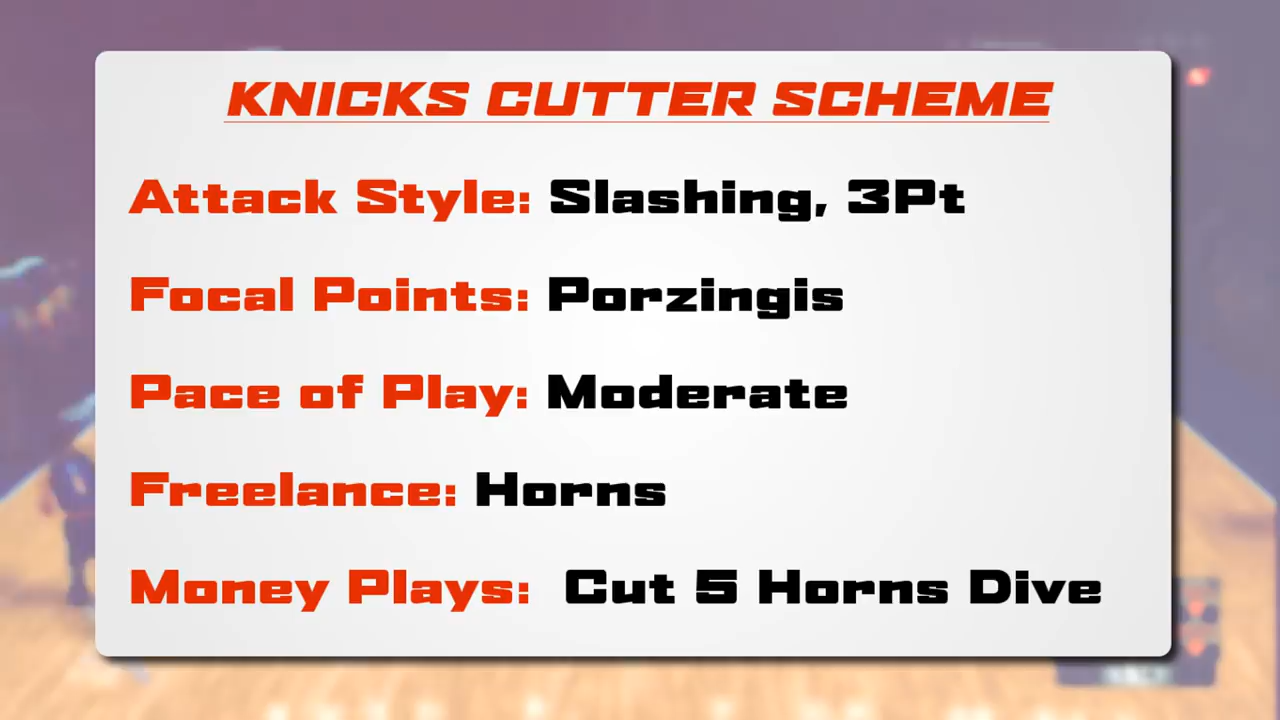 KNICKS CUTTER SCHEME
Attack Style: Slashing, 3Pt
Focal Points: Porzingis
Pace of Play: Moderate
Freelance: Horns
Money Plays: Cut 5 Horns Dive